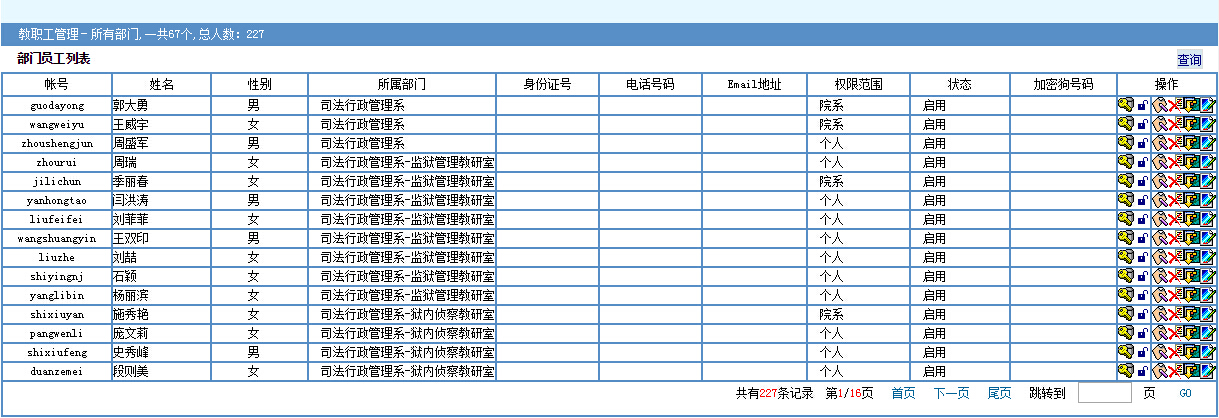 教职工管理－所有部门, 一共67个, 总人数: 227
部门员工列表 查询
帐号 姓名 性别 所属部门 身份证号 电话号码 Email地址 权限范围 状态 加密狗号码 操作
guodayong 郭大勇 男 司法行政管理系 院系 启用
wangweiyu 王威宇 女 司法行政管理系 院系 启用
zhoushengjun 周盛军 男 司法行政管理系 个人 启用
zhourui 周瑞 女 司法行政管理系-监狱管理教研室 个人 启用
jilichun 季丽春 女 司法行政管理系-监狱管理教研室 院系 启用
yanhongtao 闫洪涛 男 司法行政管理系-监狱管理教研室 个人 启用
liufeifei 刘菲菲 女 司法行政管理系-监狱管理教研室 个人 启用
wangshuangyin 王双印 男 司法行政管理系-监狱管理教研室 个人 启用
liuzhe 刘喆 女 司法行政管理系-监狱管理教研室 个人 启用
shiyingnj 石颖 女 司法行政管理系-监狱管理教研室 个人 启用
yanglibin 杨丽滨 女 司法行政管理系-监狱管理教研室 个人 启用
shixiuyan 施秀艳 女 司法行政管理系-狱内侦察教研室 院系 启用
pangwenli 庞文莉 女 司法行政管理系-狱内侦察教研室 个人 启用
shixiufeng 史秀峰 男 司法行政管理系-狱内侦察教研室 个人 启用
duanzemei 段则美 女 司法行政管理系-狱内侦察教研室 个人 启用
共有227条记录 第1/16页 首页 下一页 尾页 跳转到 页 GO